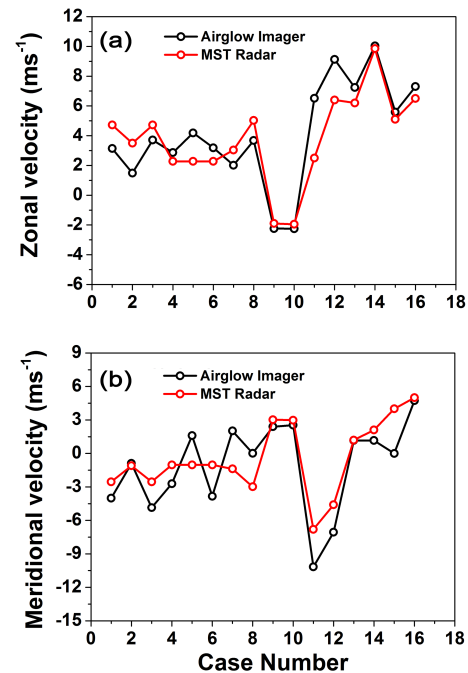 (a)
Airglow Imager
MST Radar
Zonal velocity (ms⁻¹)
12
10
8
6
4
2
0
-2
-4
-6
0 2 4 6 8 10 12 14 16 18
(b)
Airglow Imager
MST Radar
Meridional velocity (ms⁻¹)
9
6
3
0
-3
-6
-9
-12
-15
0 2 4 6 8 10 12 14 16 18
Case Number